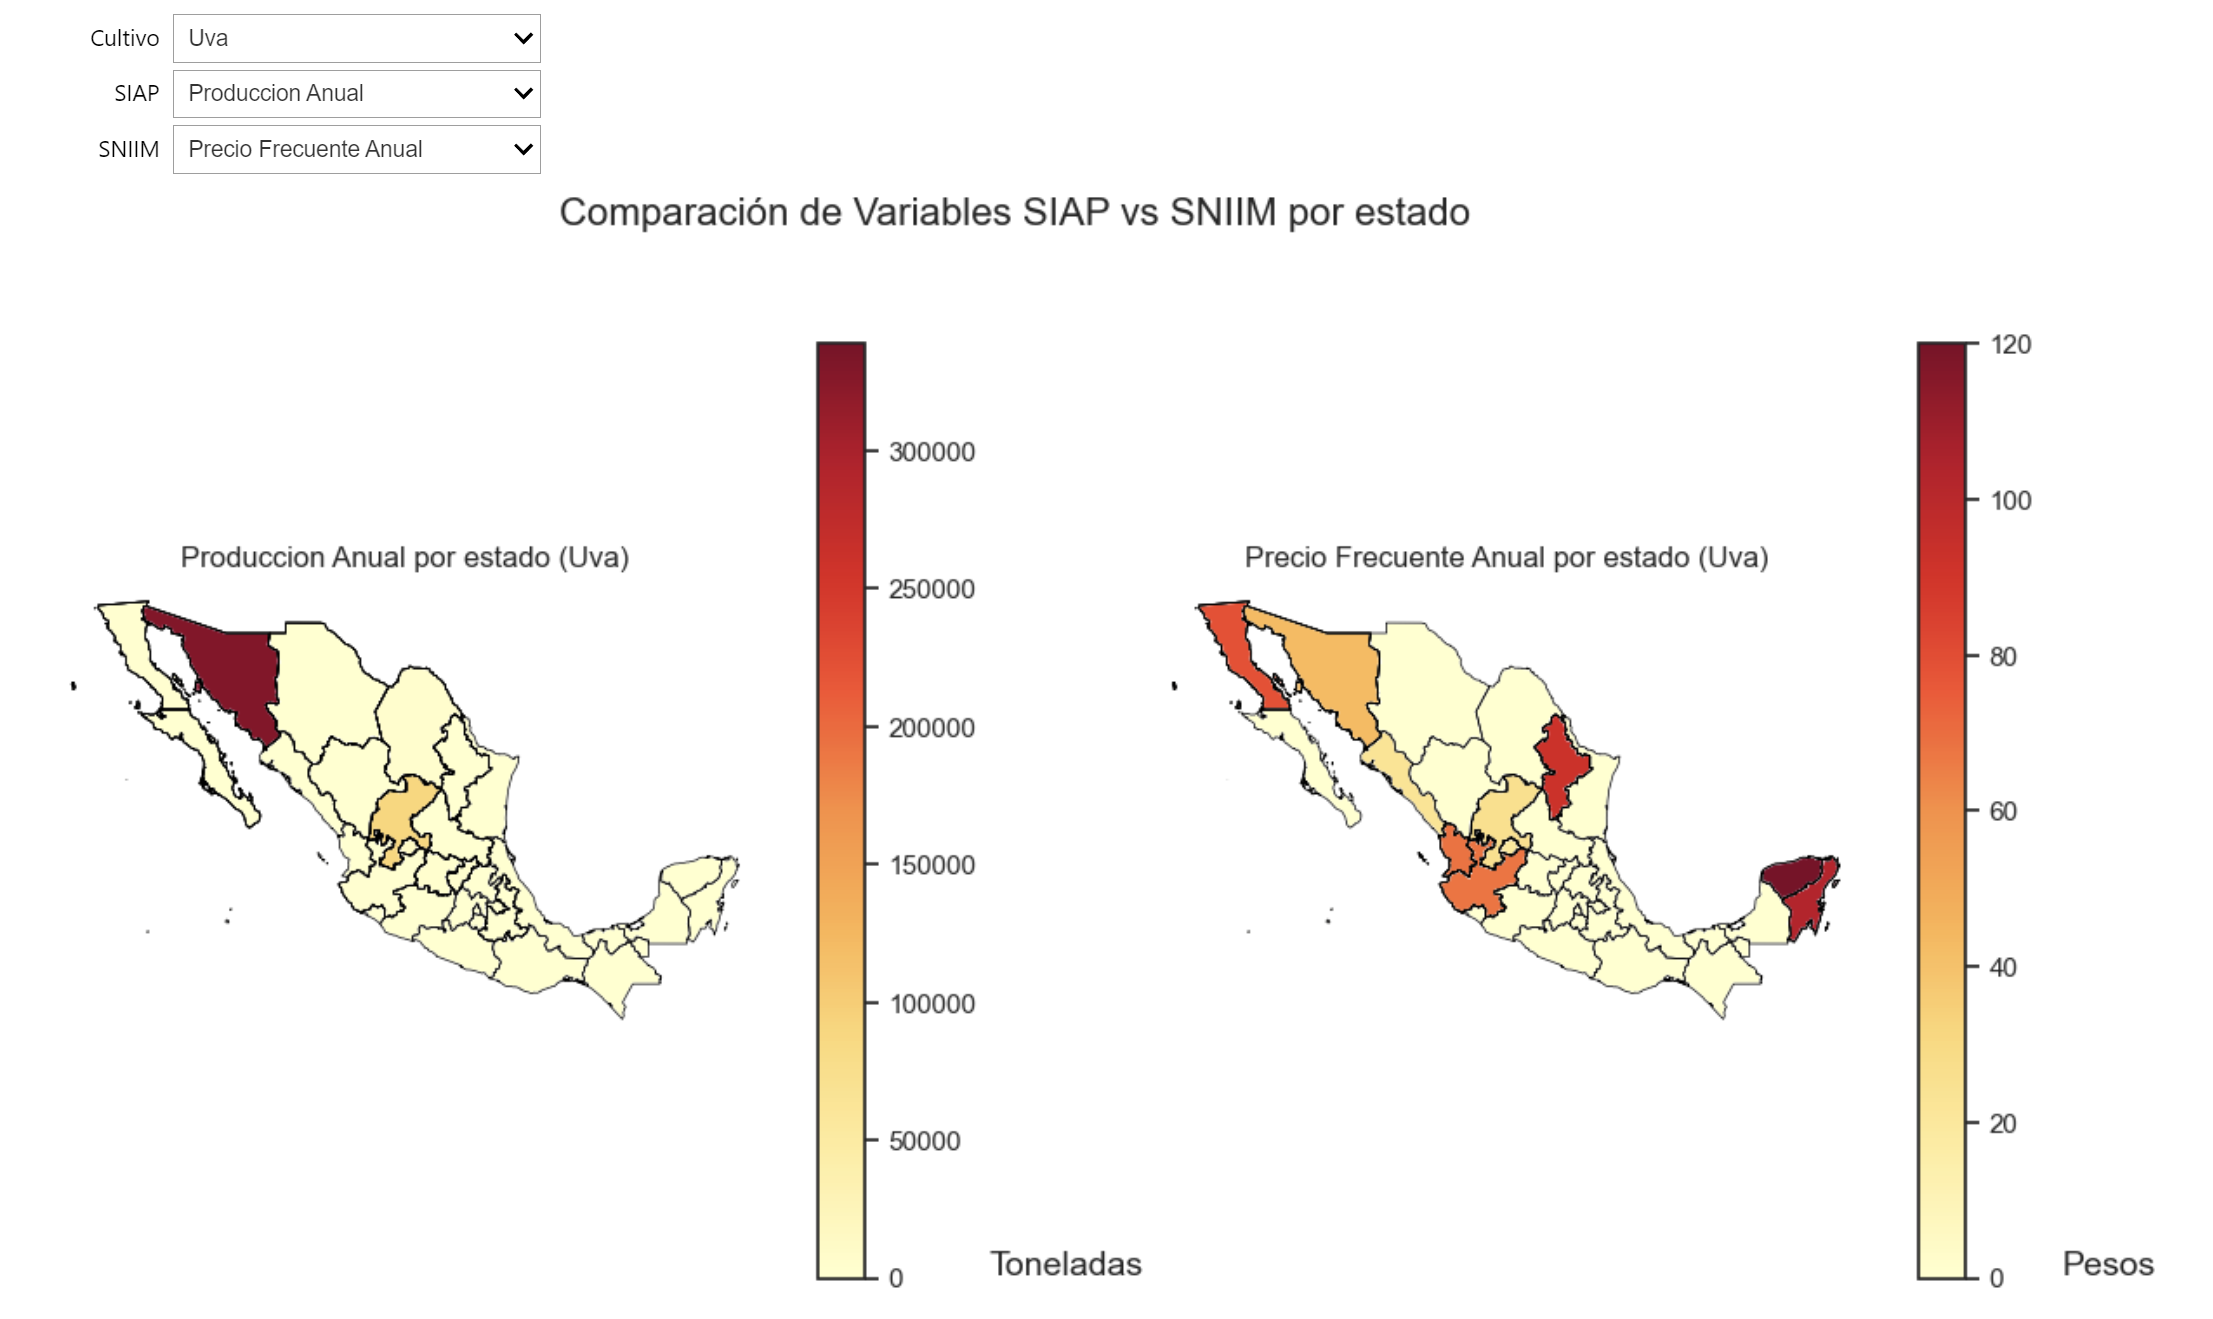 Cultivo Uva
SIAP Produccion Anual
SNIIM Precio Frecuente Anual
Comparación de Variables SIAP vs SNIIM por estado
Produccion Anual por estado (Uva)
300000
250000
200000
150000
100000
50000
0
Toneladas
Precio Frecuente Anual por estado (Uva)
120
100
80
60
40
20
0
Pesos